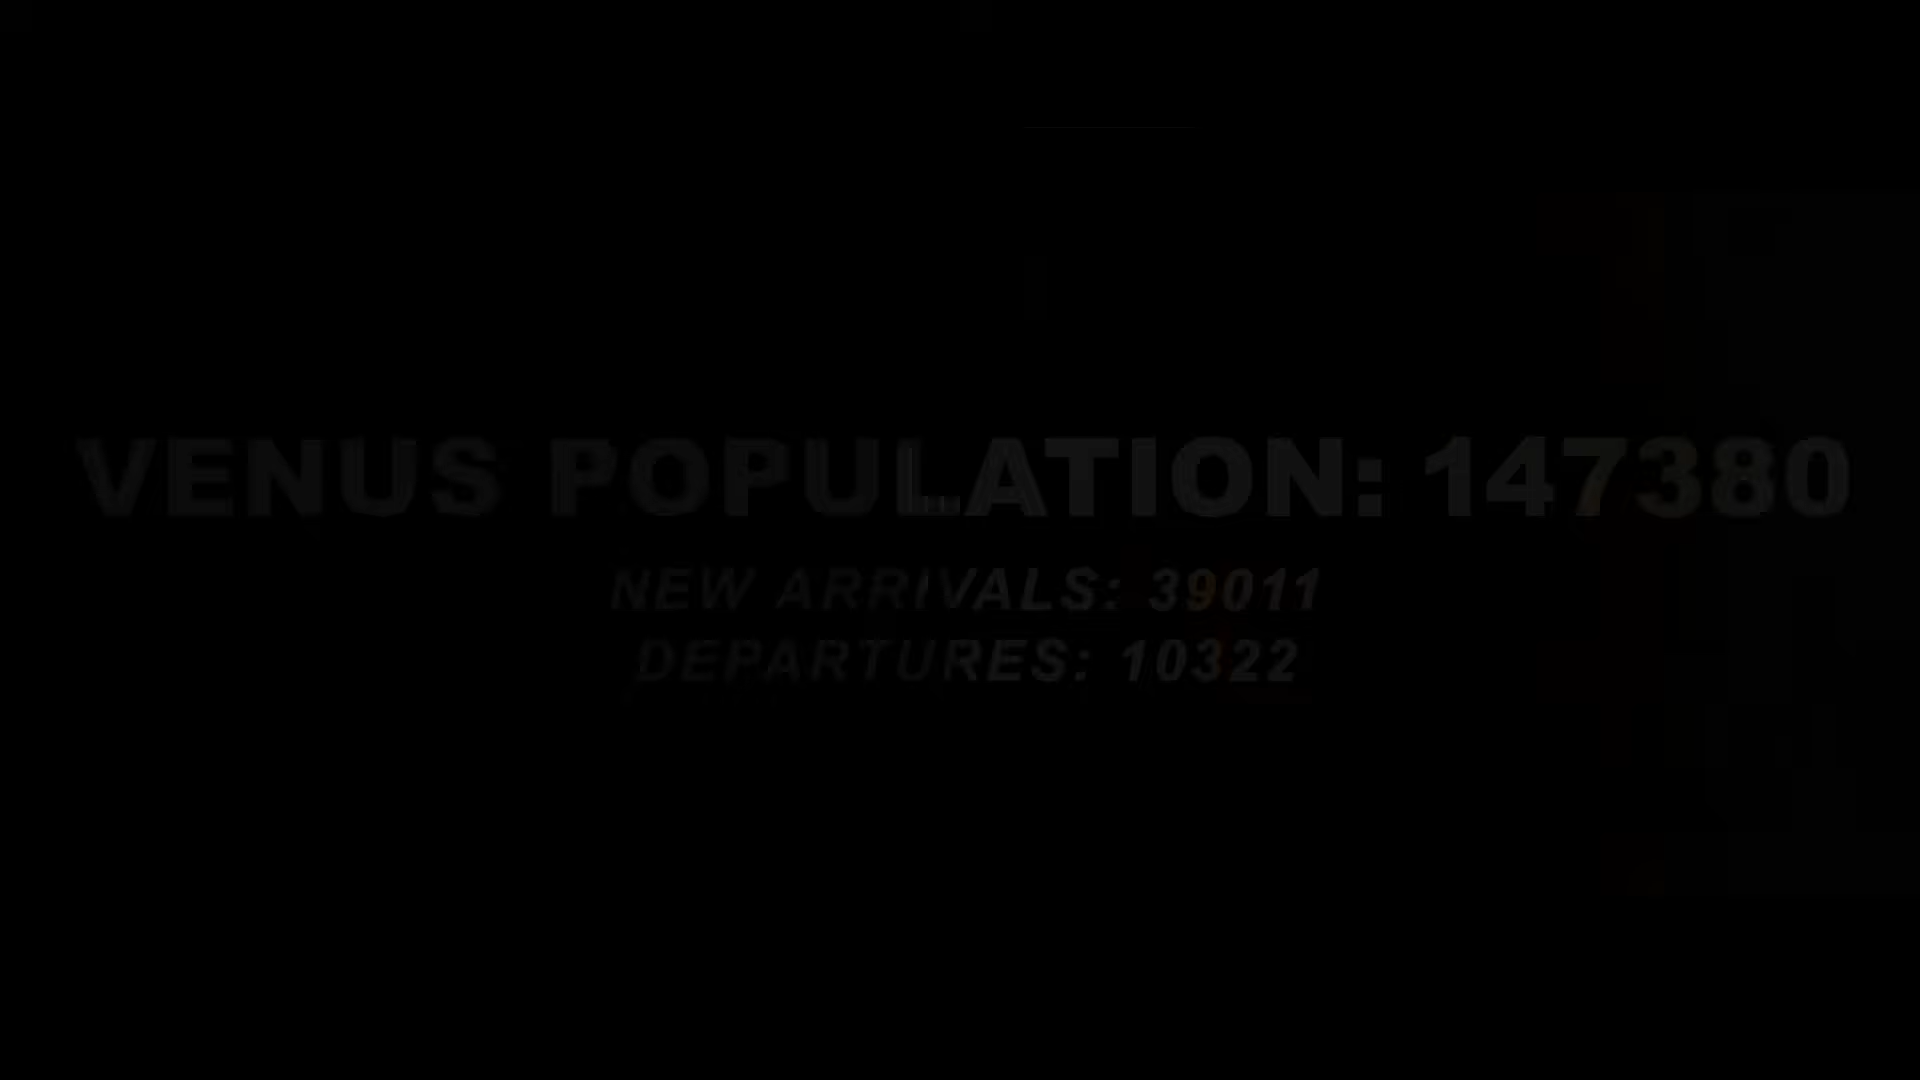 VENUS POPULATION: 147380
NEW ARRIVALS: 39011
DEPARTURES: 10322